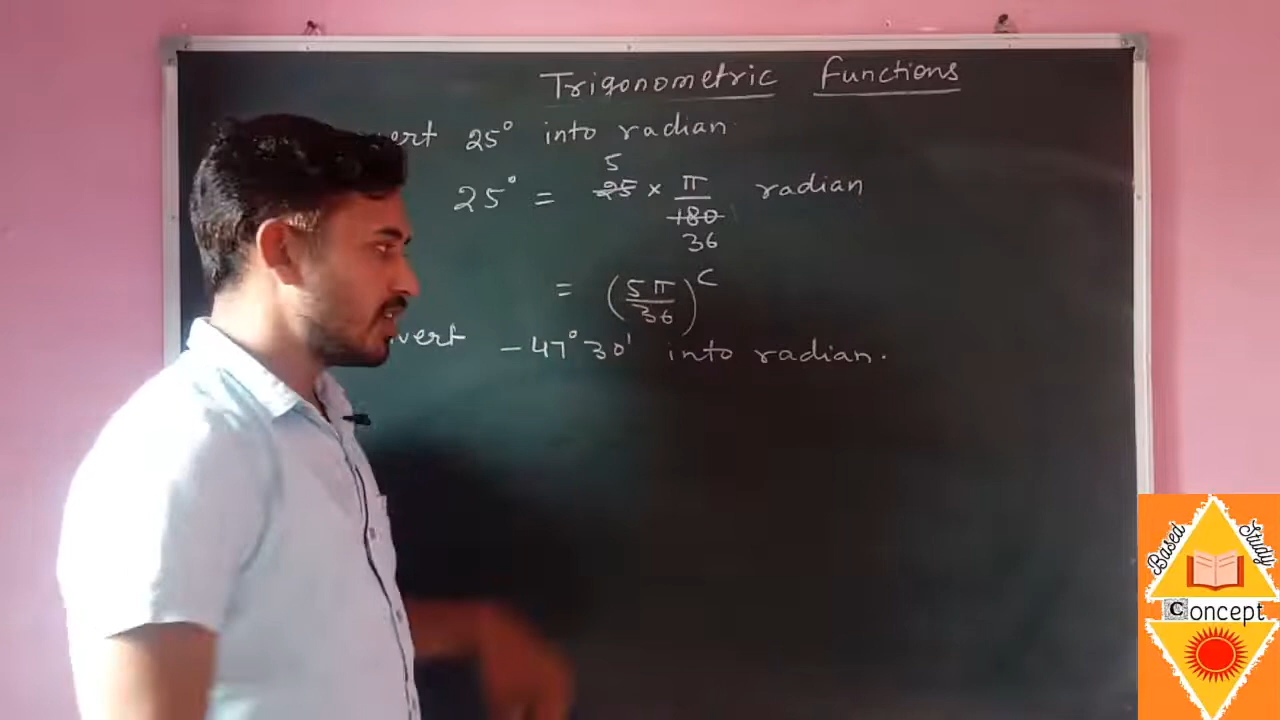 Trigonometric Functions
ert 25° into radian.
25° = 25 5 × π/180 36 radian
= (5π/36)ᶜ
vert -47°30' into radian.
Based Study
Concept